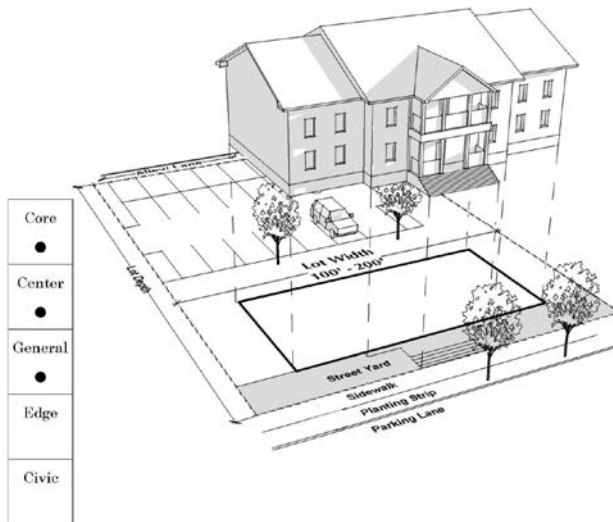 Alley/ Lane
Core
Center
General
Edge
Civic
Lot Depth
Lot Width
100' - 200'
Street Yard
Sidewalk
Planting Strip
Parking Lane